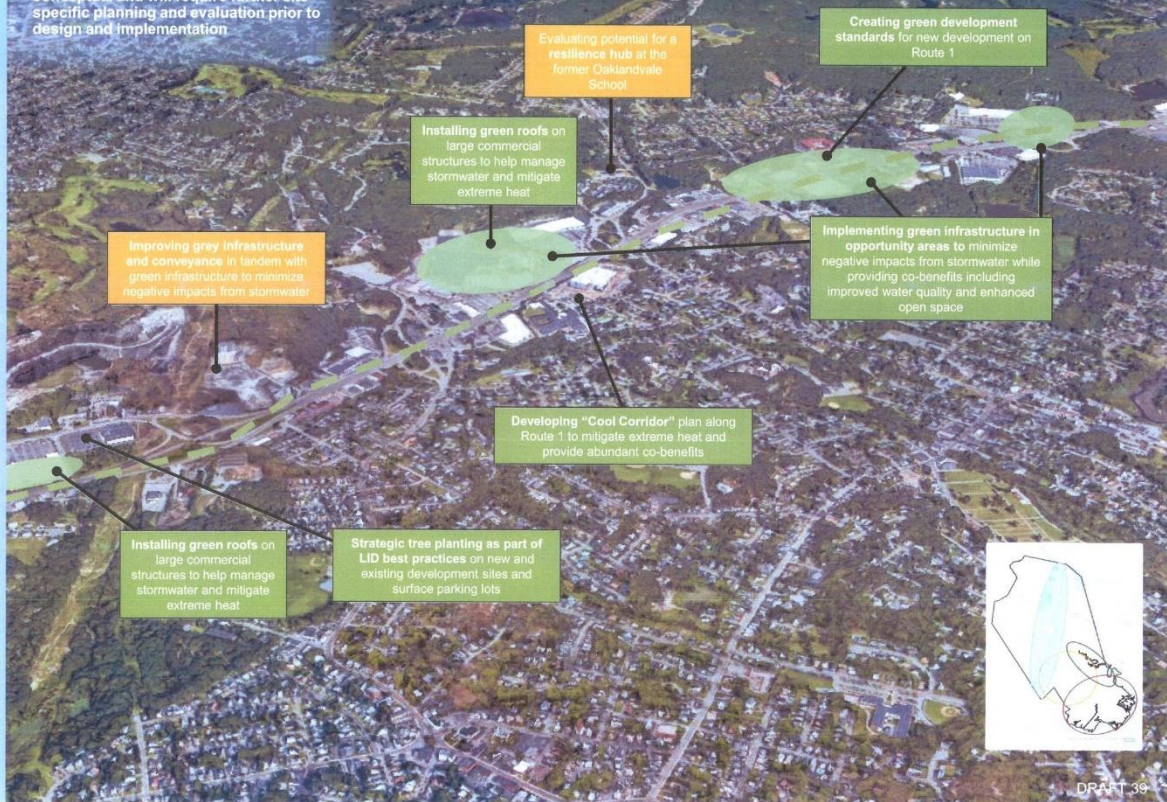 specific planning and evaluation prior to
design and implementation
Creating green development
standards for new development on
Route 1
Evaluating potential for a
resilience hub at the
former Oaklandvale
School
Installing green roofs on
large commercial
structures to help manage
stormwater and mitigate
extreme heat
Implementing green infrastructure in
opportunity areas to minimize
negative impacts from stormwater while
providing co-benefits including
improved water quality and enhanced
open space
Improving grey infrastructure
and conveyance in tandem with
green infrastructure to minimize
negative impacts from stormwater
Developing "Cool Corridor" plan along
Route 1 to mitigate extreme heat and
provide abundant co-benefits
Installing green roofs on
large commercial
structures to help manage
stormwater and mitigate
extreme heat
Strategic tree planting as part of
LID best practices on new and
existing development sites and
surface parking lots
DRAFT 39